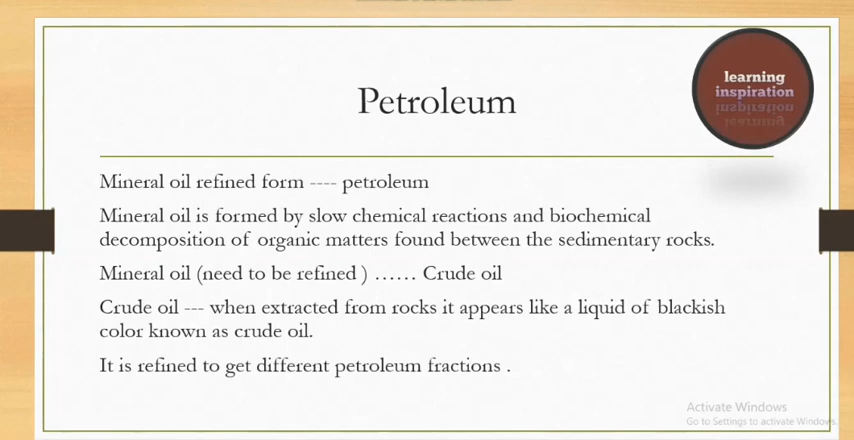 learning
inspiration
Petroleum
Mineral oil refined form ---- petroleum
Mineral oil is formed by slow chemical reactions and biochemical
decomposition of organic matters found between the sedimentary rocks.
Mineral oil (need to be refined ) …… Crude oil
Crude oil --- when extracted from rocks it appears like a liquid of blackish
color known as crude oil.
It is refined to get different petroleum fractions .
Activate Windows
Go to Settings to activate Windows.